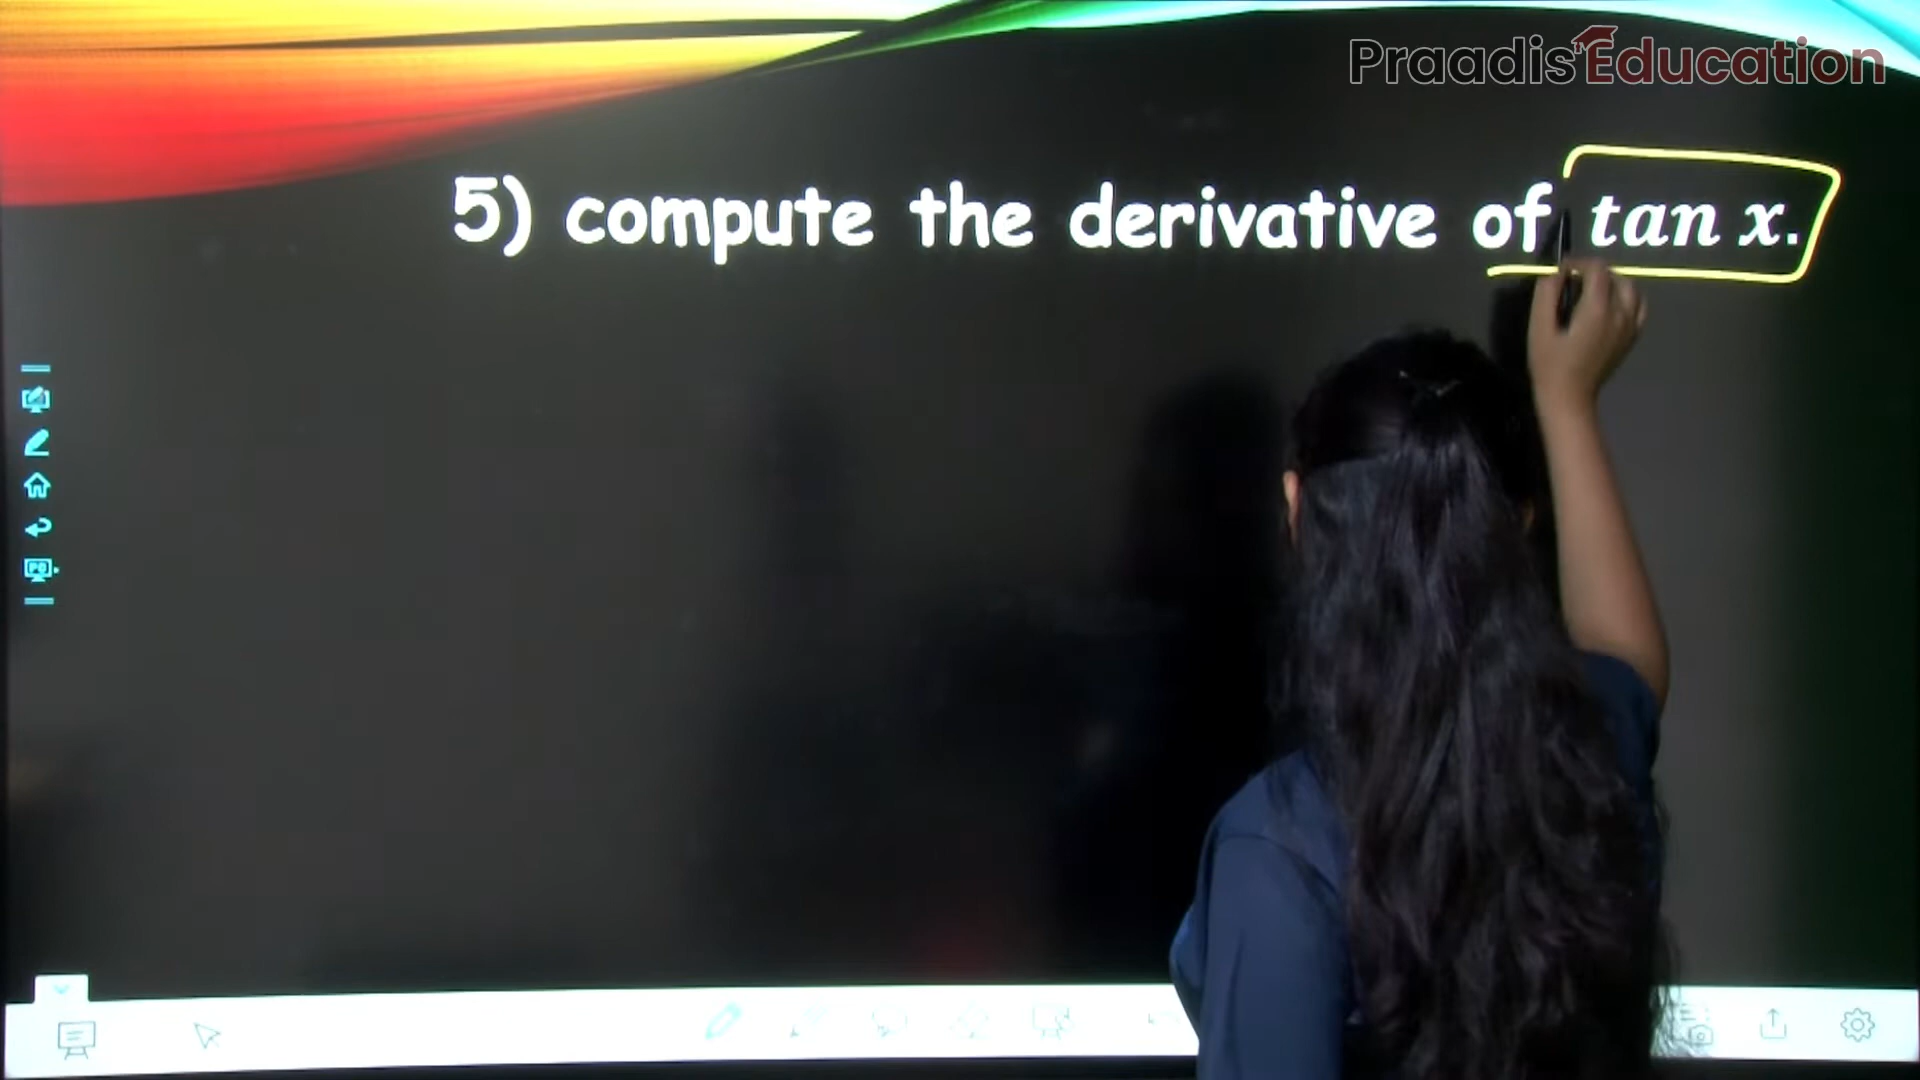 Praadis Education
5) compute the derivative of tan x.